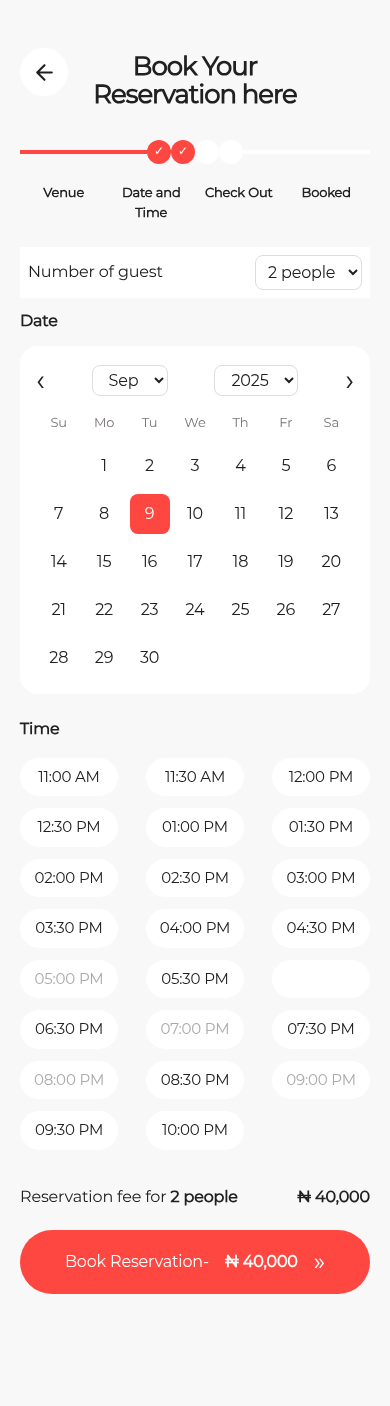 Book Your
Reservation here
✓ ✓
Venue Date and Time Check Out Booked
Number of guest 2 people
Date
‹ Sep 2025 ›
Su Mo Tu We Th Fr Sa
1 2 3 4 5 6
7 8 9 10 11 12 13
14 15 16 17 18 19 20
21 22 23 24 25 26 27
28 29 30
Time
11:00 AM 11:30 AM 12:00 PM
12:30 PM 01:00 PM 01:30 PM
02:00 PM 02:30 PM 03:00 PM
03:30 PM 04:00 PM 04:30 PM
05:00 PM 05:30 PM
06:30 PM 07:00 PM 07:30 PM
08:00 PM 08:30 PM 09:00 PM
09:30 PM 10:00 PM
Reservation fee for 2 people ₦ 40,000
Book Reservation- ₦ 40,000 »